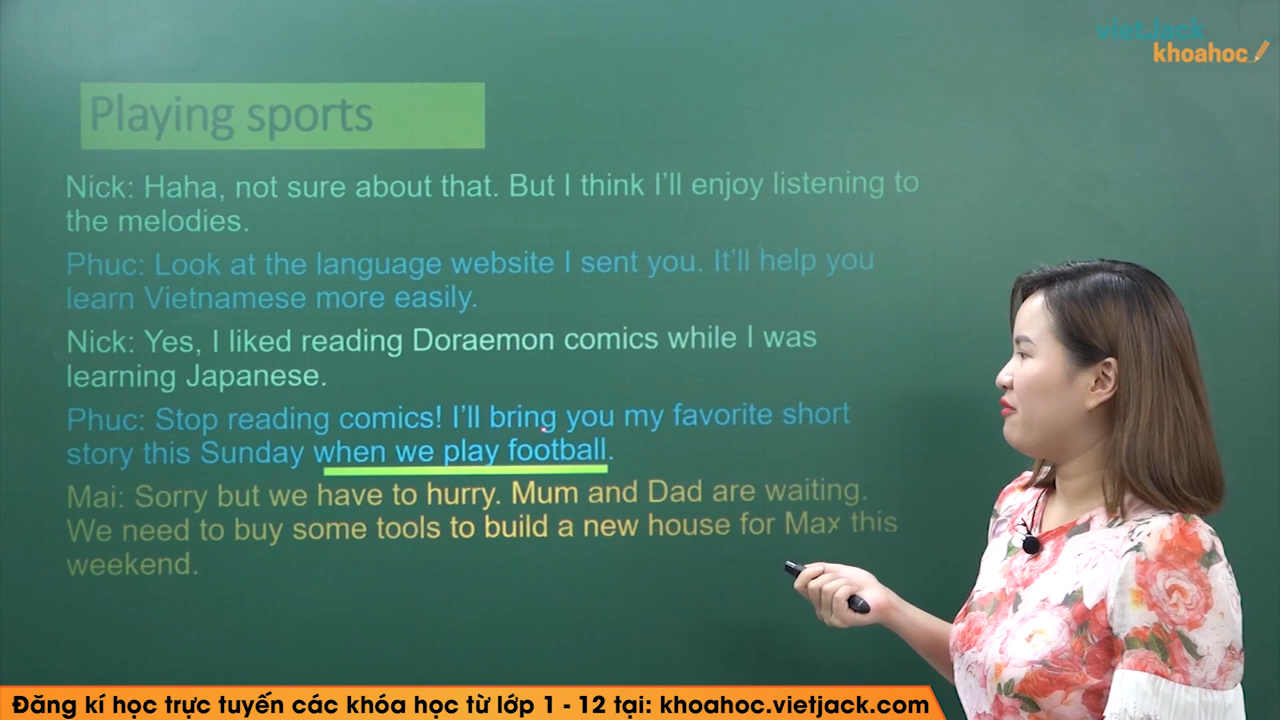 vietjack
khoahoc
Playing sports
Nick: Haha, not sure about that. But I think I'll enjoy listening to
the melodies.
Phuc: Look at the language website I sent you. It'll help you
learn Vietnamese more easily.
Nick: Yes, I liked reading Doraemon comics while I was
learning Japanese.
Phuc: Stop reading comics! I'll bring you my favorite short
story this Sunday when we play football.
Mai: Sorry but we have to hurry. Mum and Dad are waiting.
We need to buy some tools to build a new house for Max this
weekend.
Đăng kí học trực tuyến các khóa học từ lớp 1 - 12 tại: khoahoc.vietjack.com